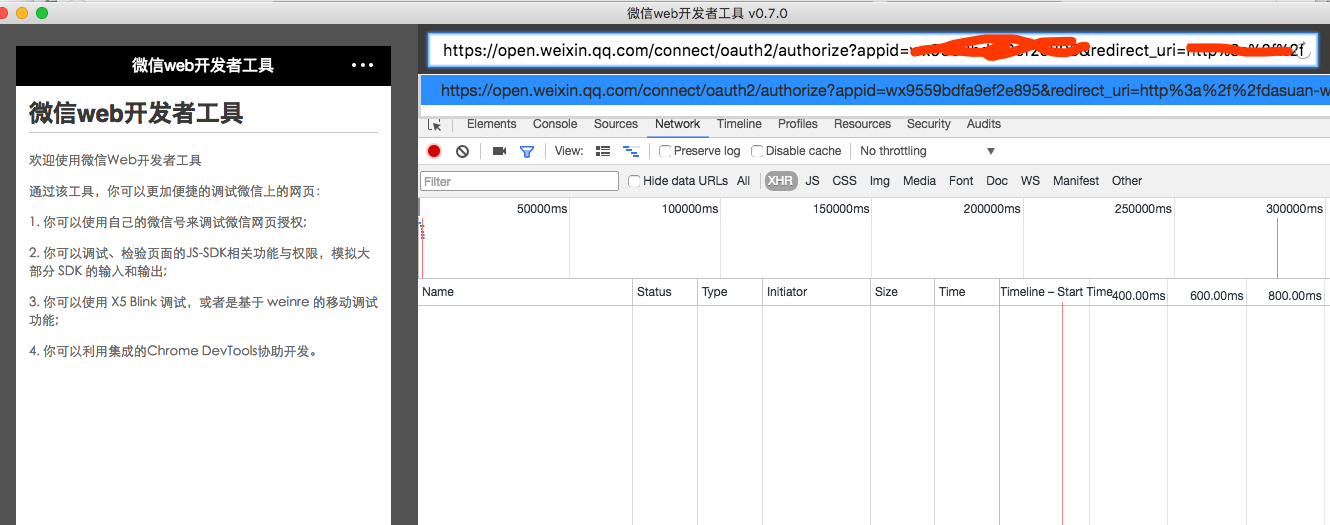 微信web开发者工具 v0.7.0
微信web开发者工具
微信web开发者工具
欢迎使用微信Web开发者工具
通过该工具，你可以更加便捷的调试微信上的网页：
1. 你可以使用自己的微信号来调试微信网页授权;
2. 你可以调试、检验页面的JS-SDK相关功能与权限，模拟大
部分 SDK 的输入和输出;
3. 你可以使用 X5 Blink 调试，或者是基于 weinre 的移动调试
功能;
4. 你可以利用集成的Chrome DevTools协助开发。
https://open.weixin.qq.com/connect/oauth2/authorize?appid= &redirect_uri=
https://open.weixin.qq.com/connect/oauth2/authorize?appid=wx9559bdfa9ef2e895&redirect_uri=http%3a%2f%2fdasuan-w
Elements Console Sources Network Timeline Profiles Resources Security Audits
View: Preserve log Disable cache No throttling
Filter Hide data URLs All XHR JS CSS Img Media Font Doc WS Manifest Other
50000ms 100000ms 150000ms 200000ms 250000ms 300000ms
Name Status Type Initiator Size Time Timeline – Start Time 400.00ms 600.00ms 800.00ms